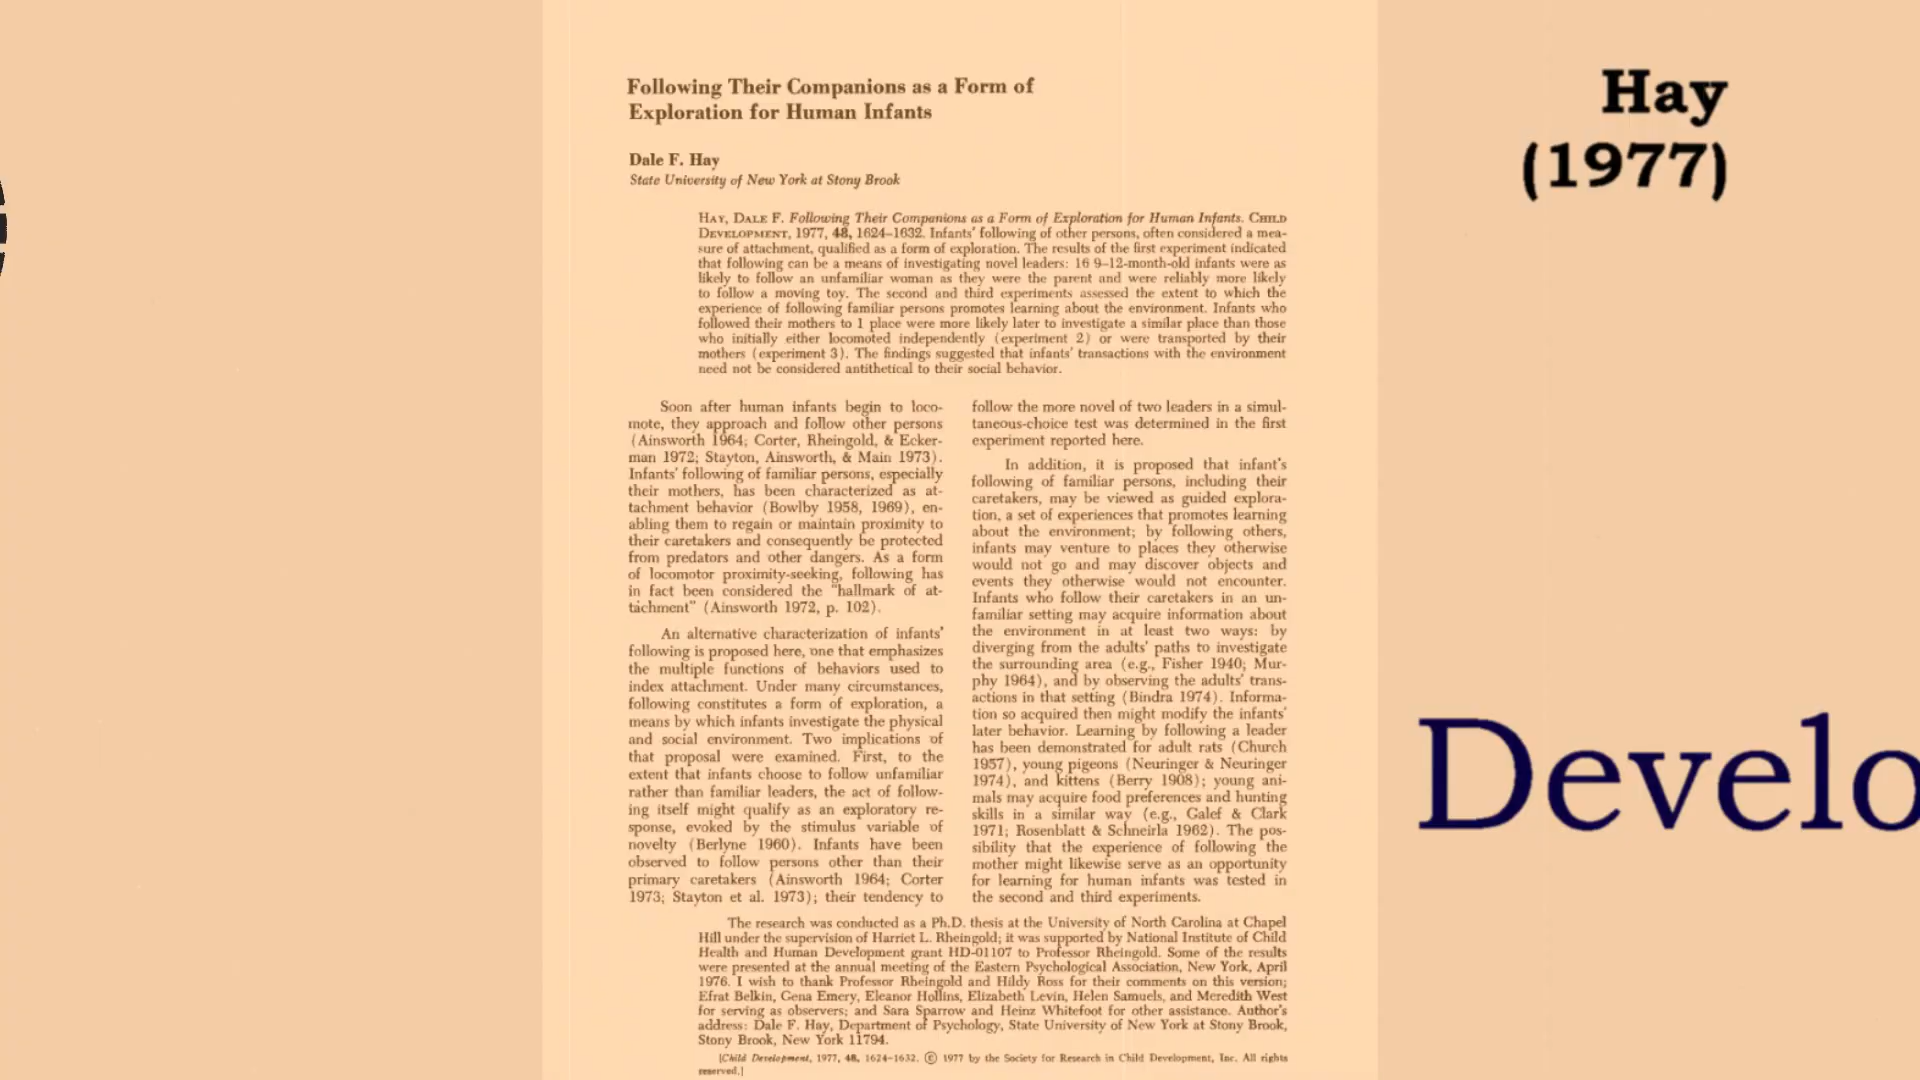 Following Their Companions as a Form of
Exploration for Human Infants
Dale F. Hay
State University of New York at Stony Brook
HAY, DALE F. Following Their Companions as a Form of Exploration for Human Infants. CHILD
DEVELOPMENT, 1977, 48, 1624–1632. Infants' following of other persons, often considered a mea-
sure of attachment, qualified as a form of exploration. The results of the first experiment indicated
that following can be a means of investigating novel leaders: 16 9–12-month-old infants were as
likely to follow an unfamiliar woman as they were the parent and were reliably more likely
to follow a moving toy. The second and third experiments assessed the extent to which the
experience of following familiar persons promotes learning about the environment. Infants who
followed their mothers to 1 place were more likely later to investigate a similar place than those
who initially either locomoted independently (experiment 2) or were transported by their
mothers (experiment 3). The findings suggested that infants' transactions with the environment
need not be considered antithetical to their social behavior.
Soon after human infants begin to loco-
mote, they approach and follow other persons
(Ainsworth 1964; Corter, Rheingold, & Ecker-
man 1972; Stayton, Ainsworth, & Main 1973).
Infants' following of familiar persons, especially
their mothers, has been characterized as at-
tachment behavior (Bowlby 1958, 1969), en-
abling them to regain or maintain proximity to
their caretakers and consequently be protected
from predators and other dangers. As a form
of locomotor proximity-seeking, following has
in fact been considered the "hallmark of at-
tachment" (Ainsworth 1972, p. 102).
An alternative characterization of infants'
following is proposed here, one that emphasizes
the multiple functions of behaviors used to
index attachment. Under many circumstances,
following constitutes a form of exploration, a
means by which infants investigate the physical
and social environment. Two implications of
that proposal were examined. First, to the
extent that infants choose to follow unfamiliar
rather than familiar leaders, the act of follow-
ing itself might qualify as an exploratory re-
sponse, evoked by the stimulus variable of
novelty (Berlyne 1960). Infants have been
observed to follow persons other than their
primary caretakers (Ainsworth 1964; Corter
1973; Stayton et al. 1973); their tendency to
follow the more novel of two leaders in a simul-
taneous-choice test was determined in the first
experiment reported here.
In addition, it is proposed that infant's
following of familiar persons, including their
caretakers, may be viewed as guided explora-
tion, a set of experiences that promotes learning
about the environment; by following others,
infants may venture to places they otherwise
would not go and may discover objects and
events they otherwise would not encounter.
Infants who follow their caretakers in an un-
familiar setting may acquire information about
the environment in at least two ways: by
diverging from the adults' paths to investigate
the surrounding area (e.g., Fisher 1940; Mur-
phy 1964), and by observing the adults' trans-
actions in that setting (Bindra 1974). Informa-
tion so acquired then might modify the infants'
later behavior. Learning by following a leader
has been demonstrated for adult rats (Church
1957), young pigeons (Neuringer & Neuringer
1974), and kittens (Berry 1908); young ani-
mals may acquire food preferences and hunting
skills in a similar way (e.g., Galef & Clark
1971; Rosenblatt & Schneirla 1962). The pos-
sibility that the experience of following the
mother might likewise serve as an opportunity
for learning for human infants was tested in
the second and third experiments.
The research was conducted as a Ph.D. thesis at the University of North Carolina at Chapel
Hill under the supervision of Harriet L. Rheingold; it was supported by National Institute of Child
Health and Human Development grant HD-01107 to Professor Rheingold. Some of the results
were presented at the annual meeting of the Eastern Psychological Association, New York, April
1976. I wish to thank Professor Rheingold and Hildy Ross for their comments on this version;
Efrat Belkin, Gena Emery, Eleanor Hollins, Elizabeth Levin, Helen Samuels, and Meredith West
for serving as observers; and Sara Sparrow and Heinz Whitefoot for other assistance. Author's
address: Dale F. Hay, Department of Psychology, State University of New York at Stony Brook,
Stony Brook, New York 11794.
[Child Development, 1977, 48, 1624–1632. © 1977 by the Society for Research in Child Development, Inc. All rights
reserved.]
Hay
(1977)
Develo